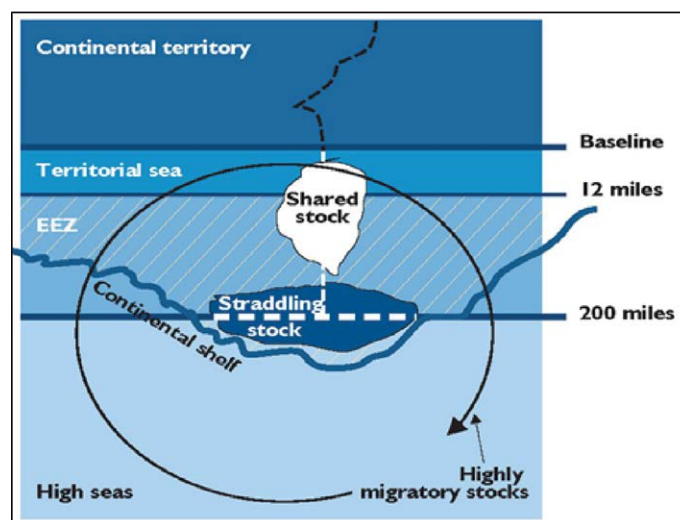 Continental territory
Baseline
Territorial sea
12 miles
Shared
stock
EEZ
Continental shelf
Straddling
stock
200 miles
Highly
migratory stocks
High seas